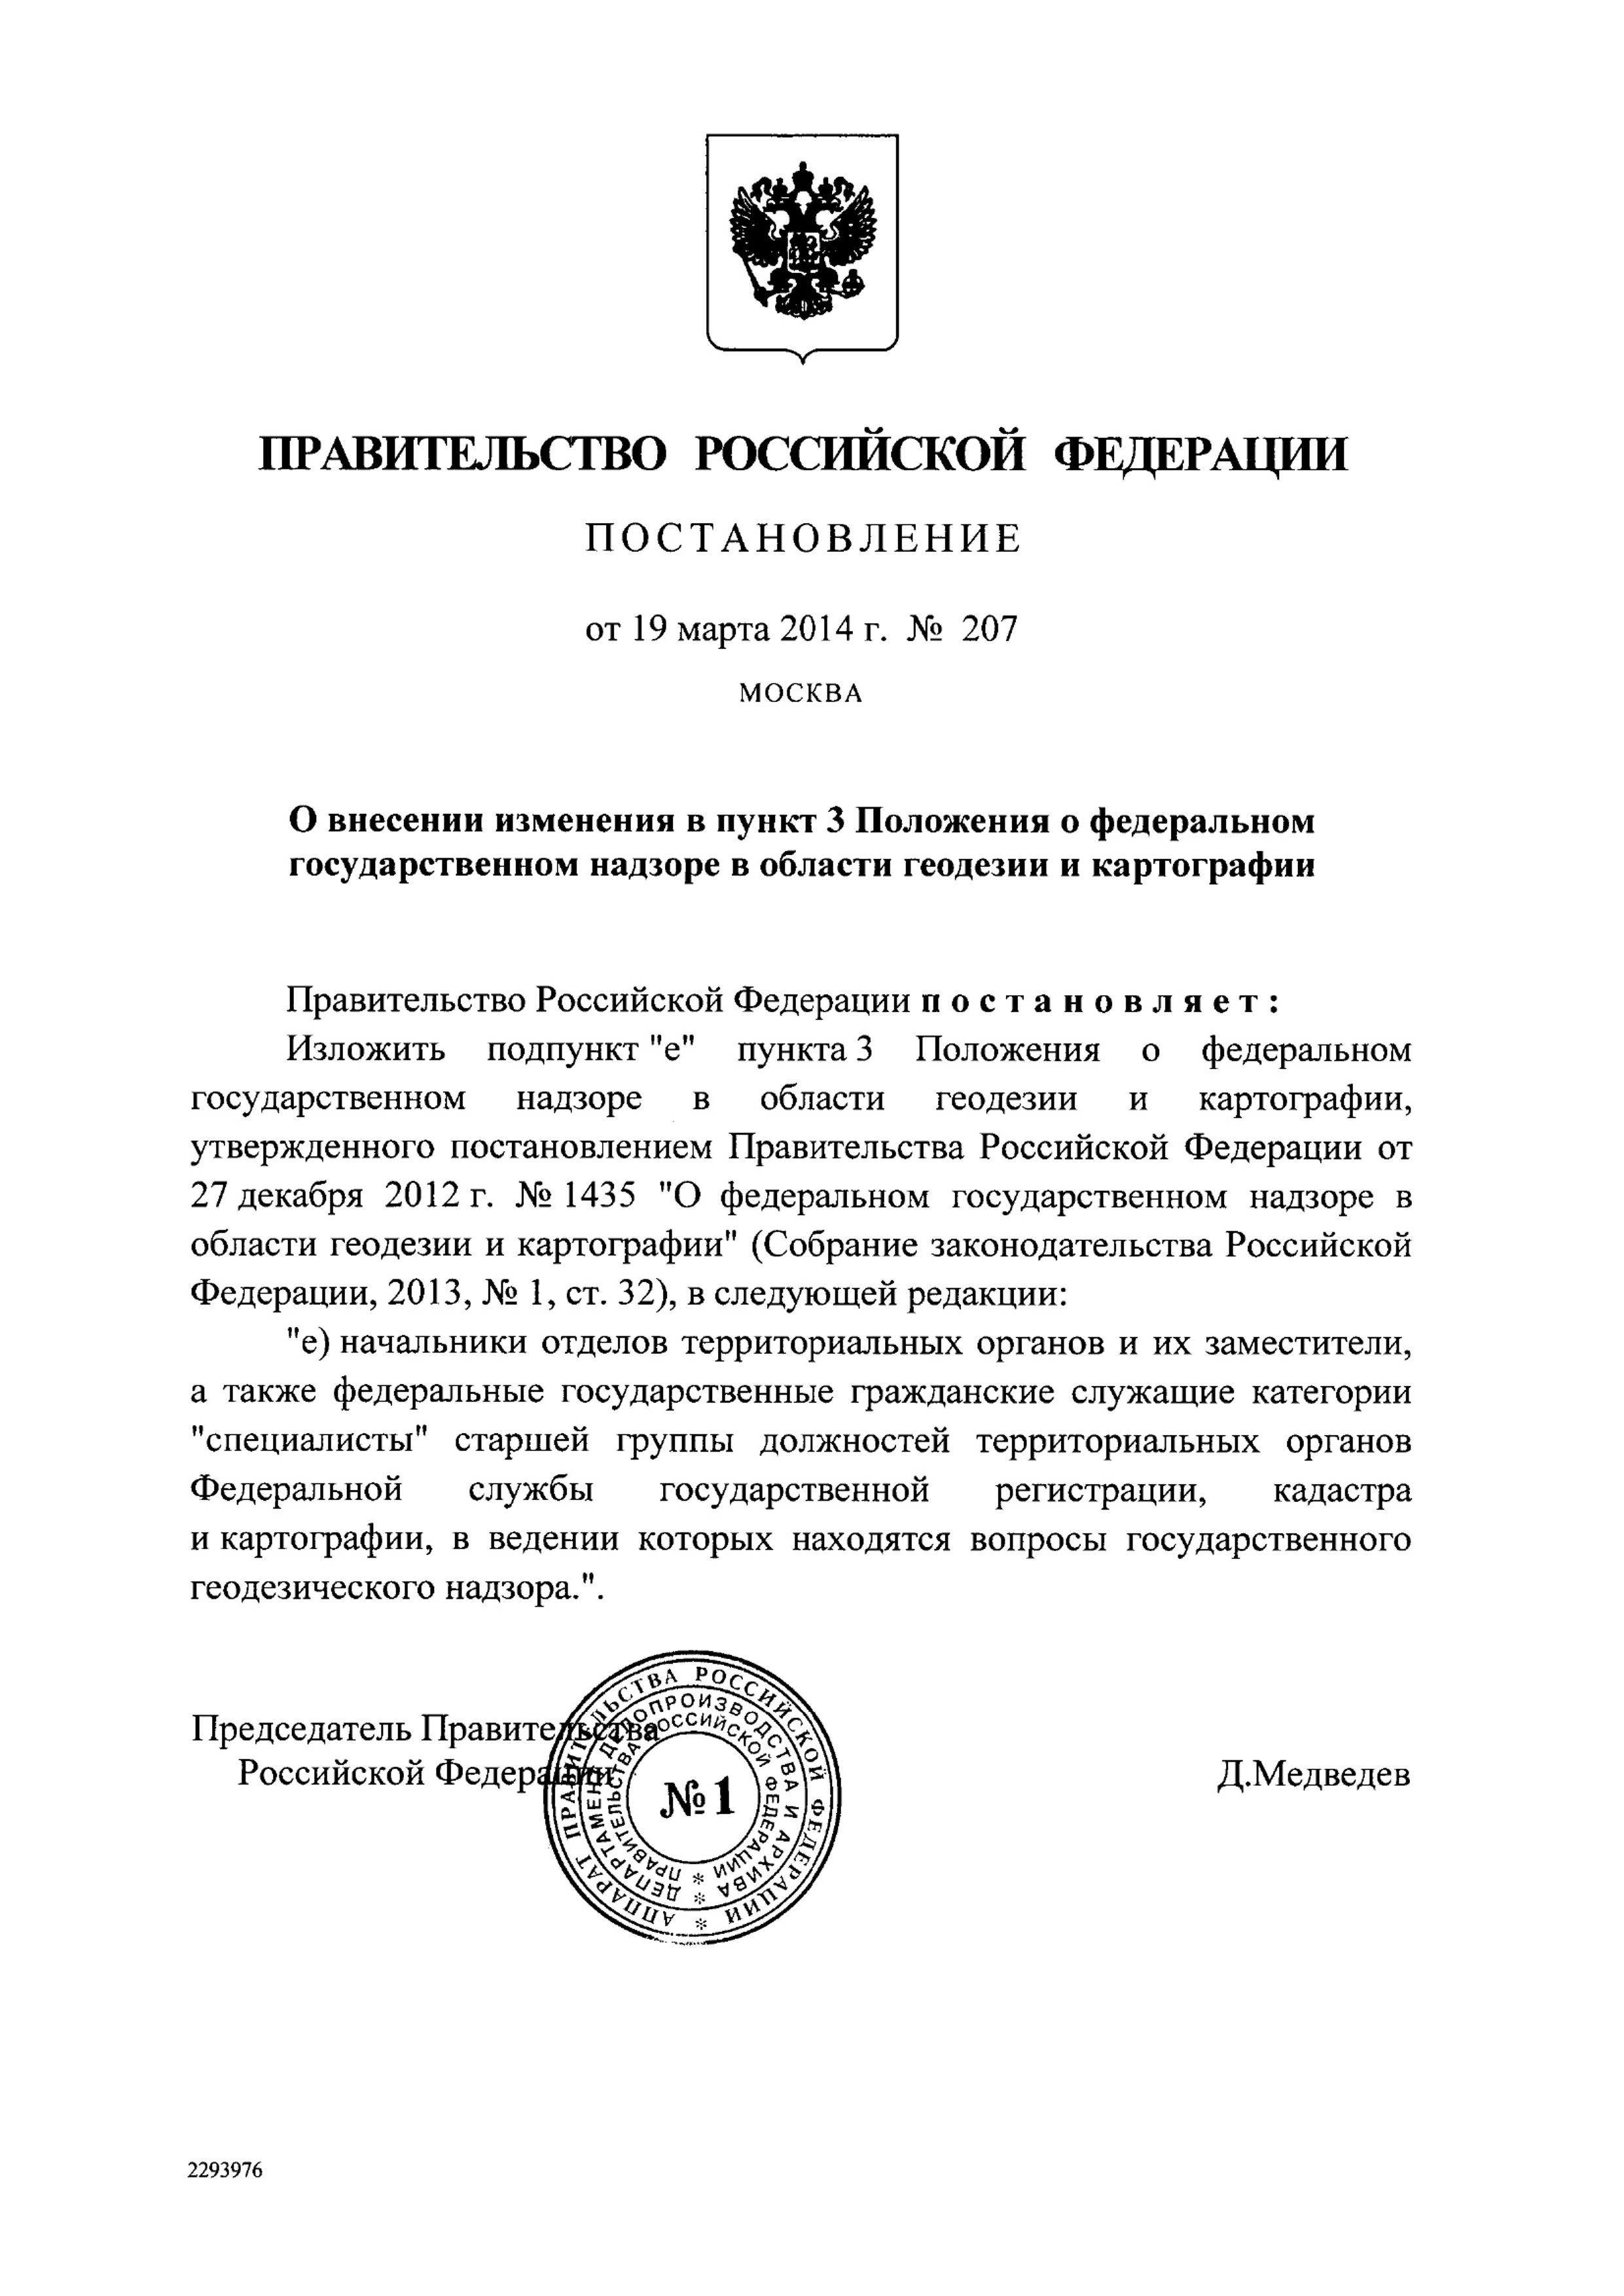 ПРАВИТЕЛЬСТВО РОССИЙСКОЙ ФЕДЕРАЦИИ
ПОСТАНОВЛЕНИЕ
от 19 марта 2014 г. № 207
МОСКВА
О внесении изменения в пункт 3 Положения о федеральном
государственном надзоре в области геодезии и картографии
Правительство Российской Федерации п о с т а н о в л я е т :
Изложить подпункт "е" пункта 3 Положения о федеральном
государственном надзоре в области геодезии и картографии,
утвержденного постановлением Правительства Российской Федерации от
27 декабря 2012 г. № 1435 "О федеральном государственном надзоре в
области геодезии и картографии" (Собрание законодательства Российской
Федерации, 2013, № 1, ст. 32), в следующей редакции:
"е) начальники отделов территориальных органов и их заместители,
а также федеральные государственные гражданские служащие категории
"специалисты" старшей группы должностей территориальных органов
Федеральной службы государственной регистрации, кадастра
и картографии, в ведении которых находятся вопросы государственного
геодезического надзора.".
Председатель Правительства
Российской Федерации
Д.Медведев
АППАРАТ ПРАВИТЕЛЬСТВА РОССИЙСКОЙ ФЕДЕРАЦИИ *
ДЕПАРТАМЕНТ ДЕЛОПРОИЗВОДСТВА И АРХИВА *
ПРАВИТЕЛЬСТВА РОССИЙСКОЙ ФЕДЕРАЦИИ *
№1
2293976